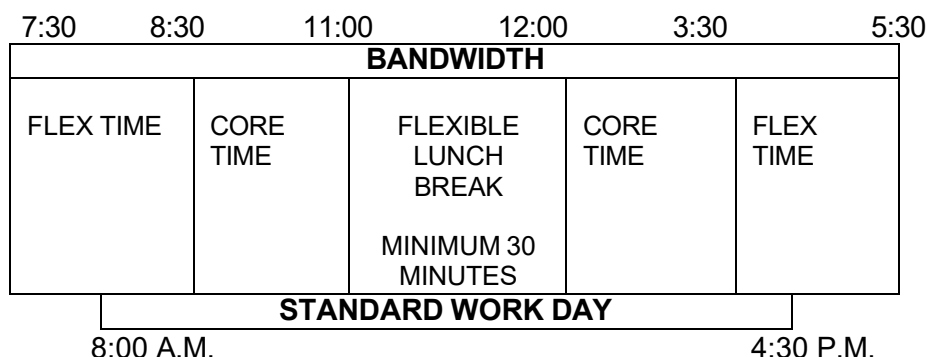 7:30 8:30 11:00 12:00 3:30 5:30
BANDWIDTH
FLEX TIME
CORE
TIME
FLEXIBLE
LUNCH
BREAK
MINIMUM 30
MINUTES
CORE
TIME
FLEX
TIME
STANDARD WORK DAY
8:00 A.M. 4:30 P.M.